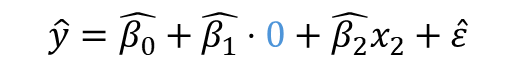 ŷ = β̂₀ + β̂₁ · 0 + β̂₂x₂ + ε̂